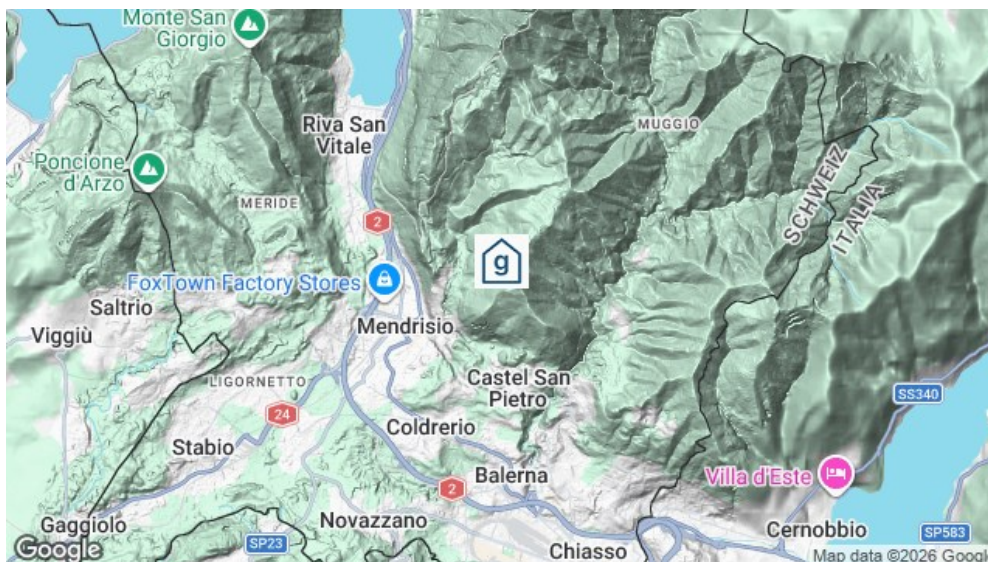 Monte San
Giorgio
Riva San
Vitale
MUGGIO
Poncione
d'Arzo
MERIDE
SCHWEIZ
ITALIA
2
g
FoxTown Factory Stores
Saltrio
Mendrisio
Viggiù
LIGORNETTO
Castel San
Pietro
SS340
24
Coldrerio
Stabio
Balerna
Villa d'Este
2
Gaggiolo
Novazzano
Cernobbio
SP23
SP583
Chiasso
Google
Map data ©2026 Google